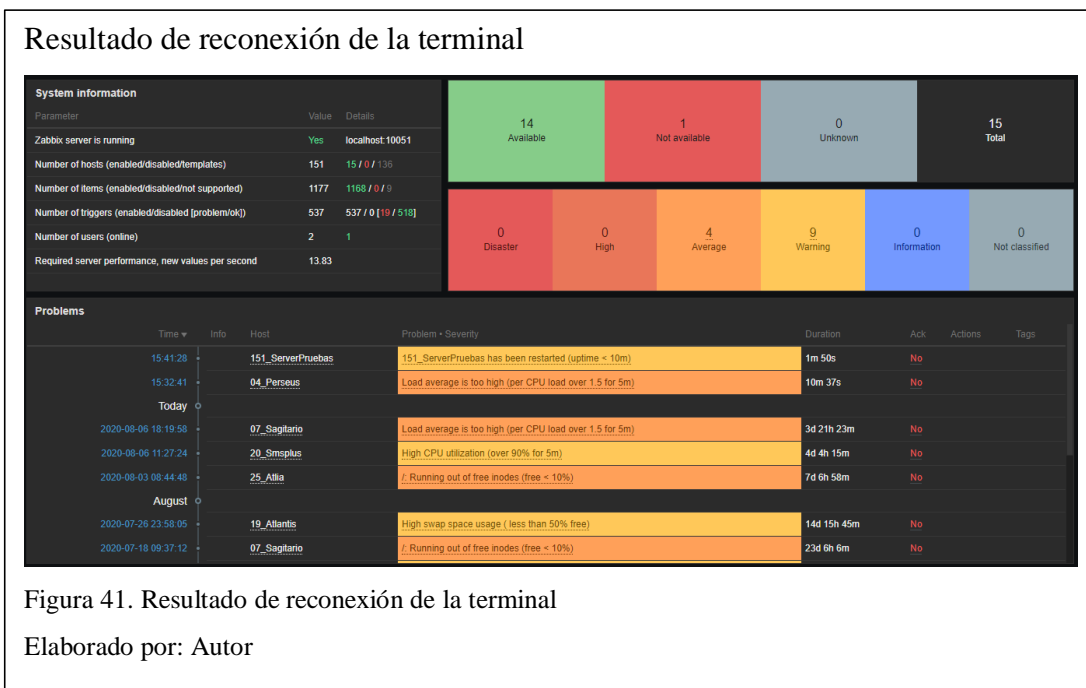 Resultado de reconexión de la terminal
System information
Parameter Value Details
Zabbix server is running Yes localhost:10051
Number of hosts (enabled/disabled/templates) 151 15 / 0 / 136
Number of items (enabled/disabled/not supported) 1177 1168 / 0 / 9
Number of triggers (enabled/disabled [problem/ok]) 537 537 / 0 [19 / 518]
Number of users (online) 2 1
Required server performance, new values per second 13.83
14 1 0 15
Available Not available Unknown Total
0 0 4 9 0 0
Disaster High Average Warning Information Not classified
Problems
Time ▼ Info Host Problem • Severity Duration Ack Actions Tags
15:41:28 151_ServerPruebas 151_ServerPruebas has been restarted (uptime < 10m) 1m 50s No
15:32:41 04_Perseus Load average is too high (per CPU load over 1.5 for 5m) 10m 37s No
Today
2020-08-06 18:19:58 07_Sagitario Load average is too high (per CPU load over 1.5 for 5m) 3d 21h 23m No
2020-08-06 11:27:24 20_Smsplus High CPU utilization (over 90% for 5m) 4d 4h 15m No
2020-08-03 08:44:48 25_Atlia /: Running out of free inodes (free < 10%) 7d 6h 58m No
August
2020-07-26 23:58:05 19_Atlantis High swap space usage ( less than 50% free) 14d 15h 45m No
2020-07-18 09:37:12 07_Sagitario /: Running out of free inodes (free < 10%) 23d 6h 6m No
Figura 41. Resultado de reconexión de la terminal
Elaborado por: Autor